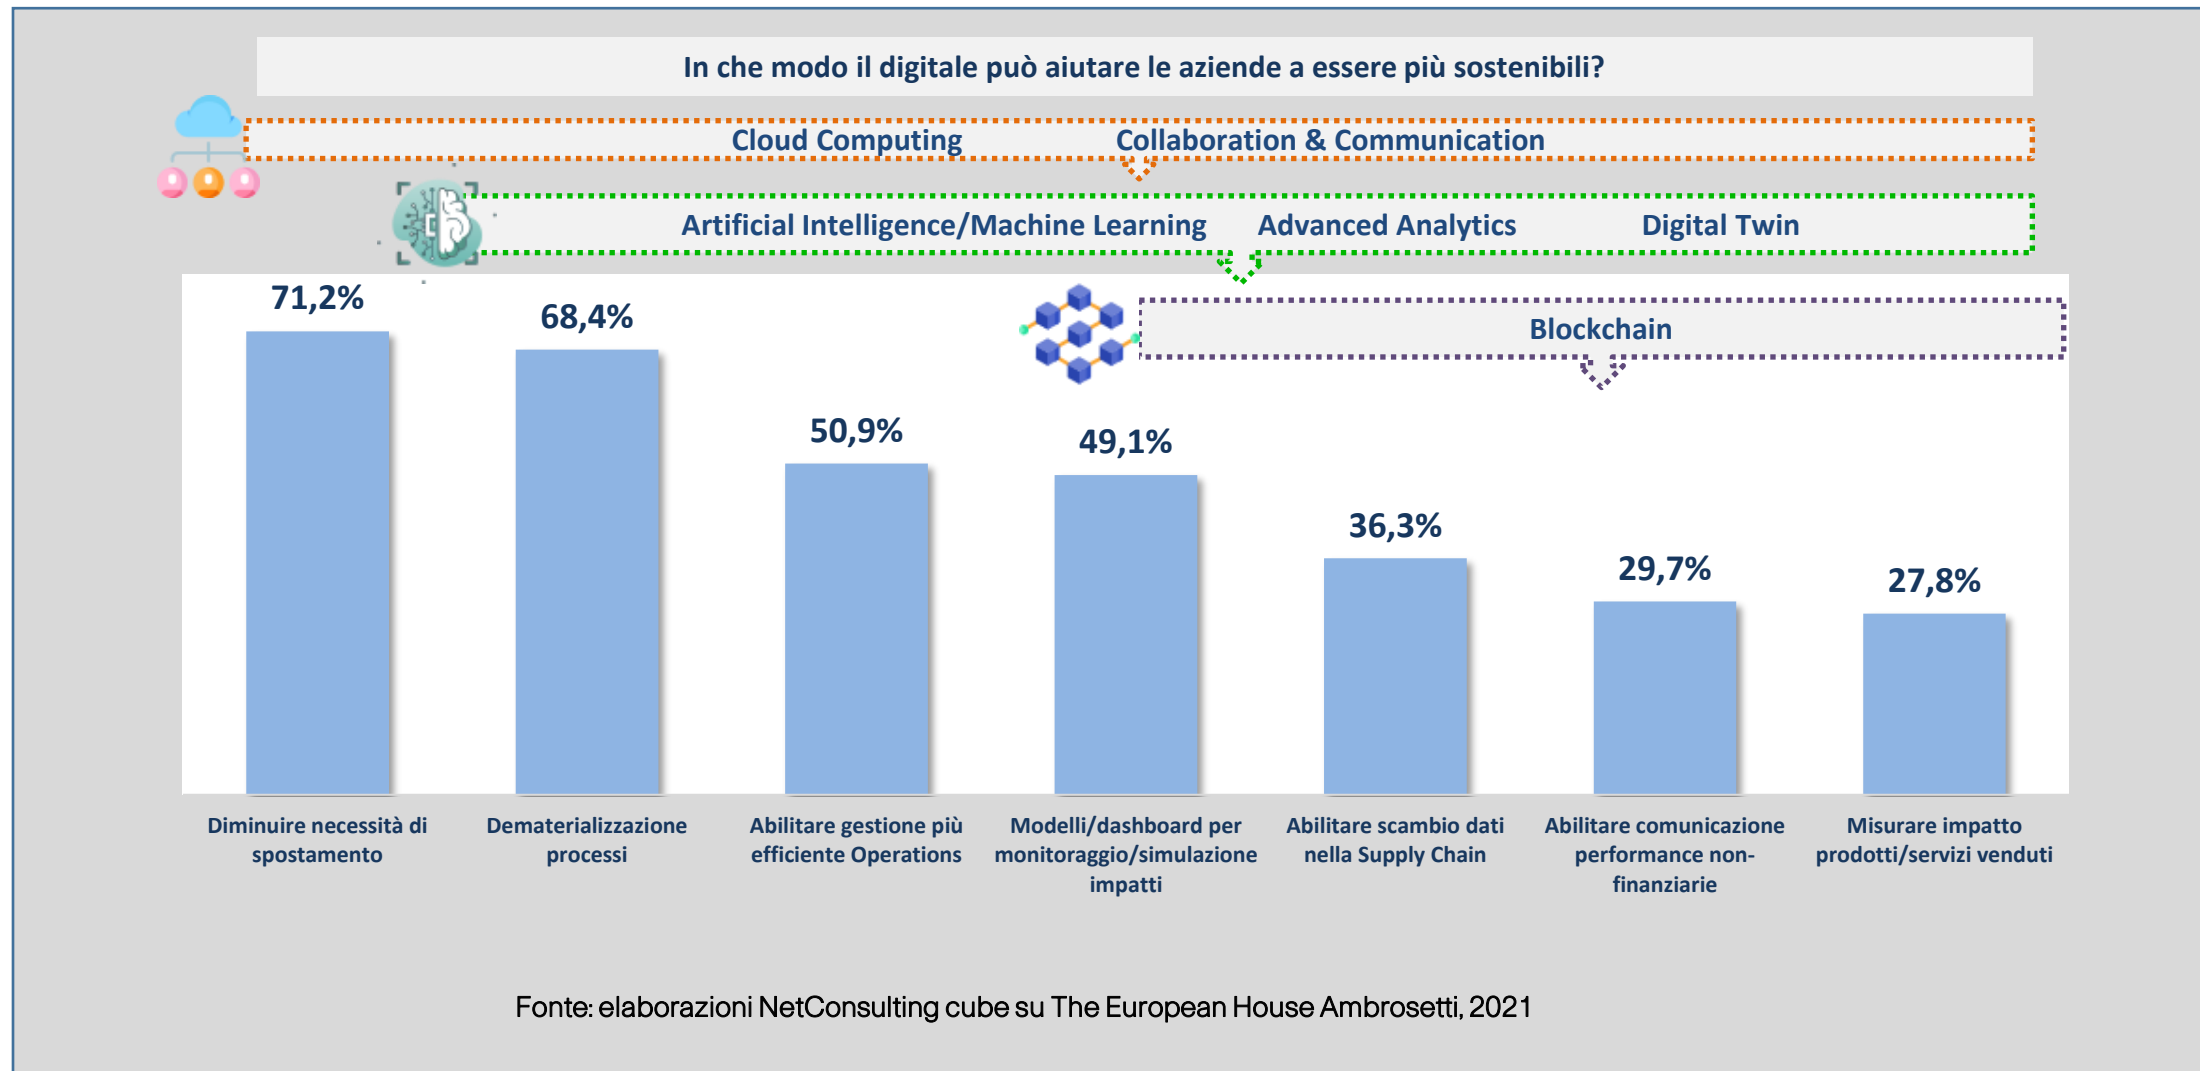 In che modo il digitale può aiutare le aziende a essere più sostenibili?
Cloud Computing Collaboration & Communication
Artificial Intelligence/Machine Learning Advanced Analytics Digital Twin
Blockchain
71,2%
68,4%
50,9%
49,1%
36,3%
29,7%
27,8%
Diminuire necessità di
spostamento
Dematerializzazione
processi
Abilitare gestione più
efficiente Operations
Modelli/dashboard per
monitoraggio/simulazione
impatti
Abilitare scambio dati
nella Supply Chain
Abilitare comunicazione
performance non-
finanziarie
Misurare impatto
prodotti/servizi venduti
Fonte: elaborazioni NetConsulting cube su The European House Ambrosetti, 2021